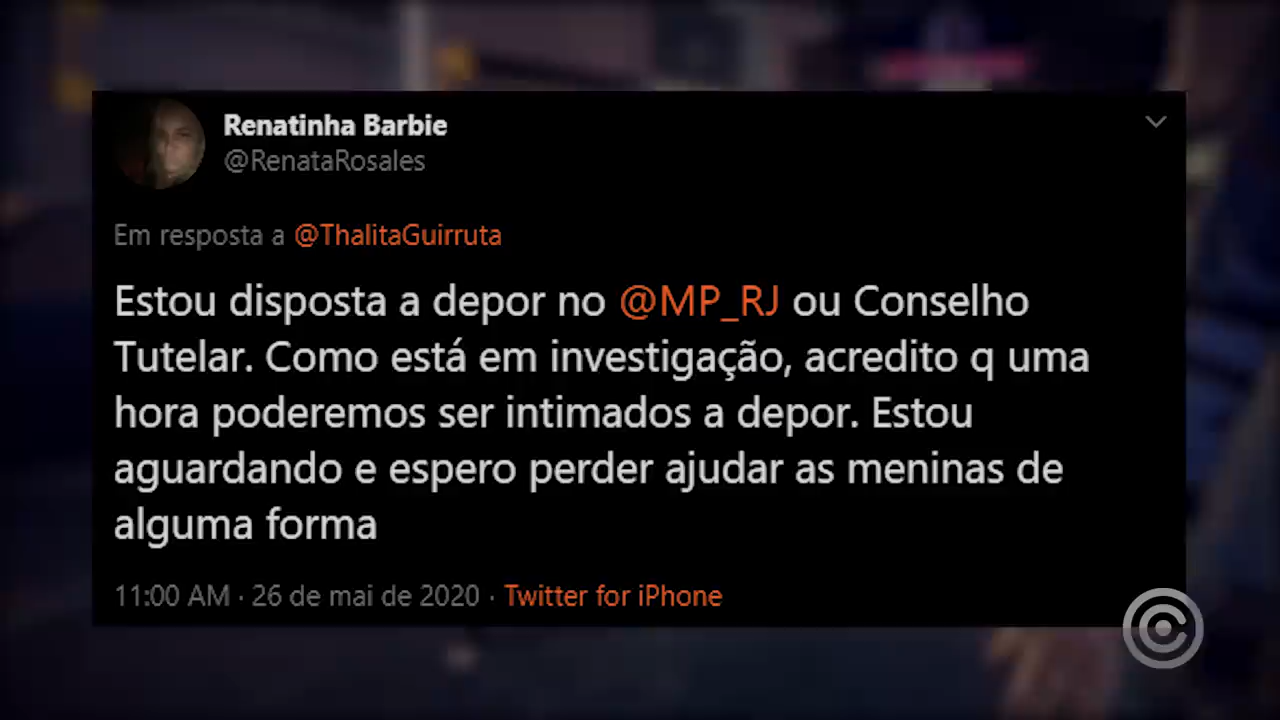 Renatinha Barbie
@RenataRosales
Em resposta a @ThalitaGuirruta
Estou disposta a depor no @MP_RJ ou Conselho
Tutelar. Como está em investigação, acredito q uma
hora poderemos ser intimados a depor. Estou
aguardando e espero perder ajudar as meninas de
alguma forma
11:00 AM · 26 de mai de 2020 · Twitter for iPhone